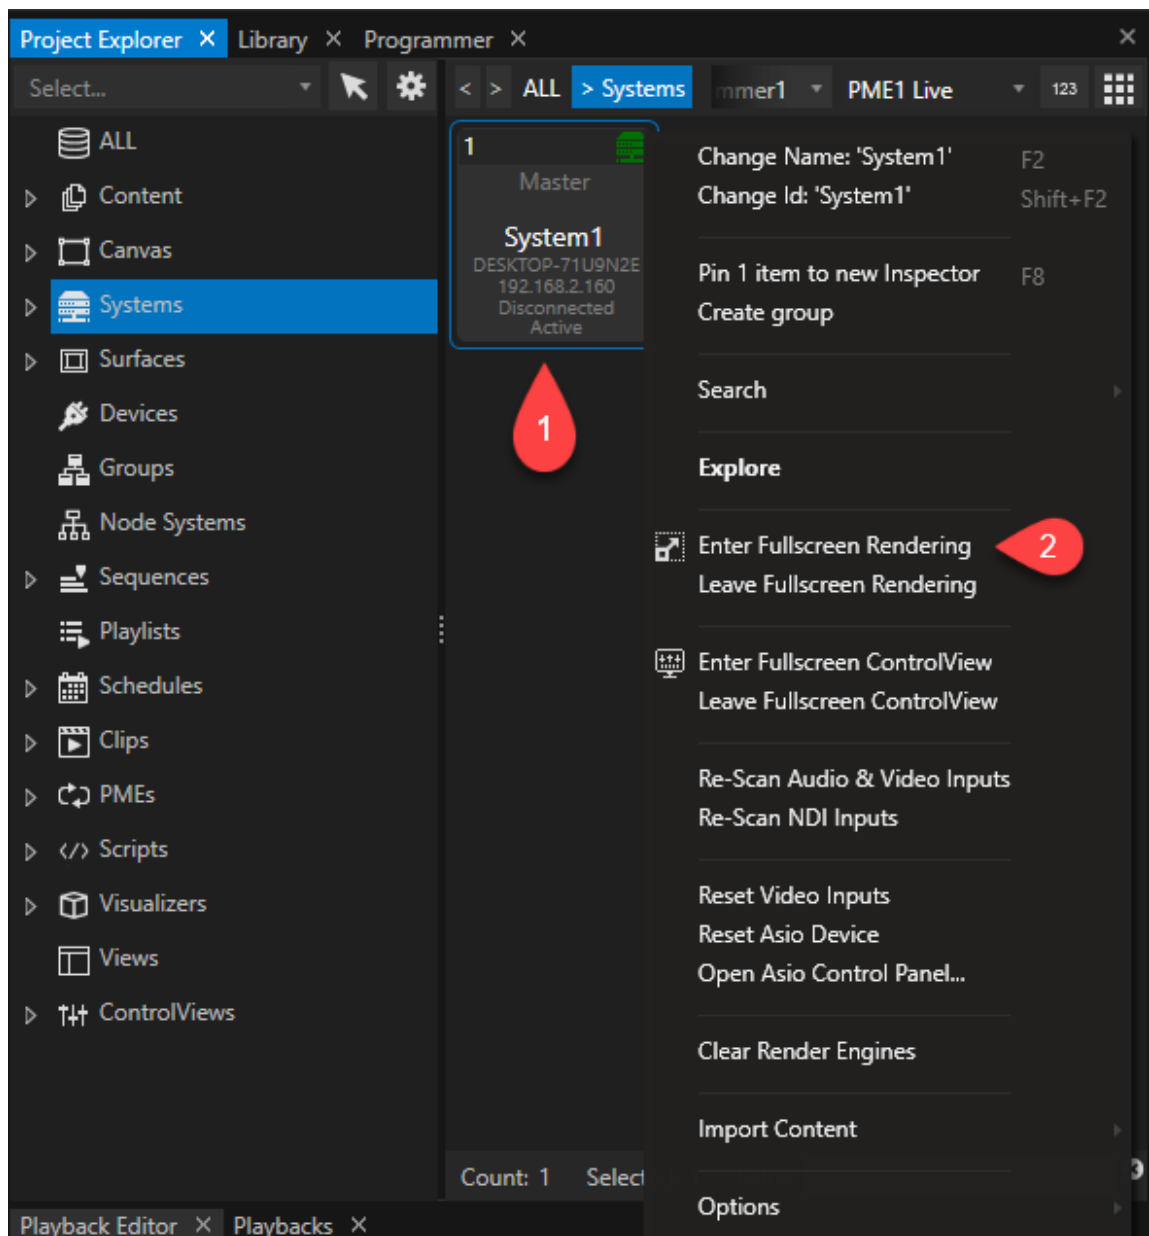 Project Explorer Library Programmer
Select...
< > ALL > Systems mmer1 PME1 Live 123
ALL
Content
Canvas
Systems
Surfaces
Devices
Groups
Node Systems
Sequences
Playlists
Schedules
Clips
PMEs
Scripts
Visualizers
Views
ControlViews
1
Master
System1
DESKTOP-71U9N2E
192.168.2.160
Disconnected
Active
1
Change Name: 'System1' F2
Change Id: 'System1' Shift+F2
Pin 1 item to new Inspector F8
Create group
Search
Explore
Enter Fullscreen Rendering
2
Leave Fullscreen Rendering
Enter Fullscreen ControlView
Leave Fullscreen ControlView
Re-Scan Audio & Video Inputs
Re-Scan NDI Inputs
Reset Video Inputs
Reset Asio Device
Open Asio Control Panel...
Clear Render Engines
Import Content
Options
Count: 1 Select
Playback Editor Playbacks